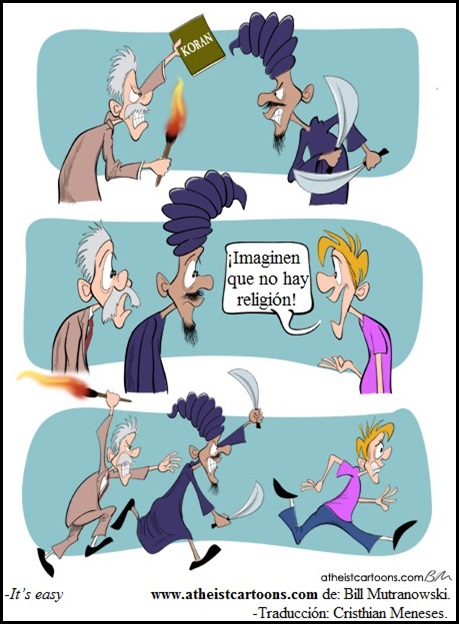 KORAN
¡Imaginen
que no hay
religión!
atheistcartoons.com BM
-It's easy www.atheistcartoons.com de: Bill Mutranowski.
-Traducción: Cristhian Meneses.